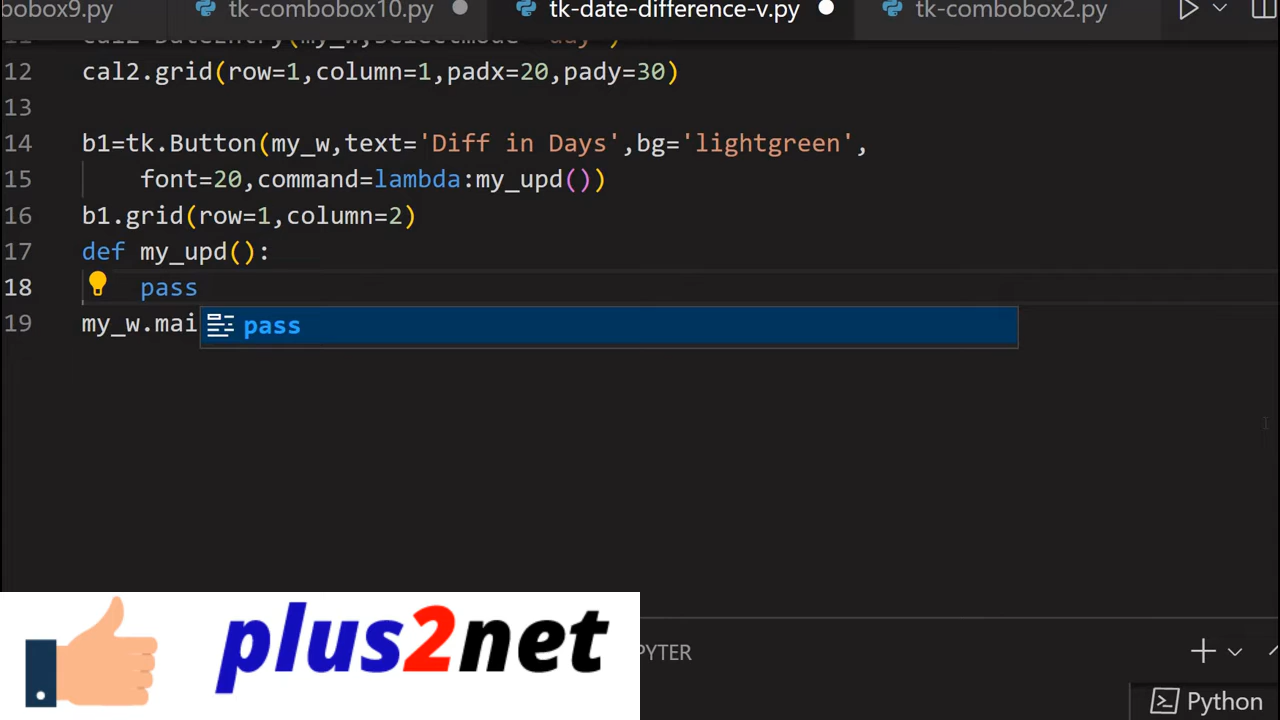 obobox9.py tk-combobox10.py tk-date-difference-v.py tk-combobox2.py
12 cal2.grid(row=1,column=1,padx=20,pady=30)
13
14 b1=tk.Button(my_w,text='Diff in Days',bg='lightgreen',
15 font=20,command=lambda:my_upd())
16 b1.grid(row=1,column=2)
17 def my_upd():
18 pass
19 my_w.mai
pass
plus2net
PYTER
Python